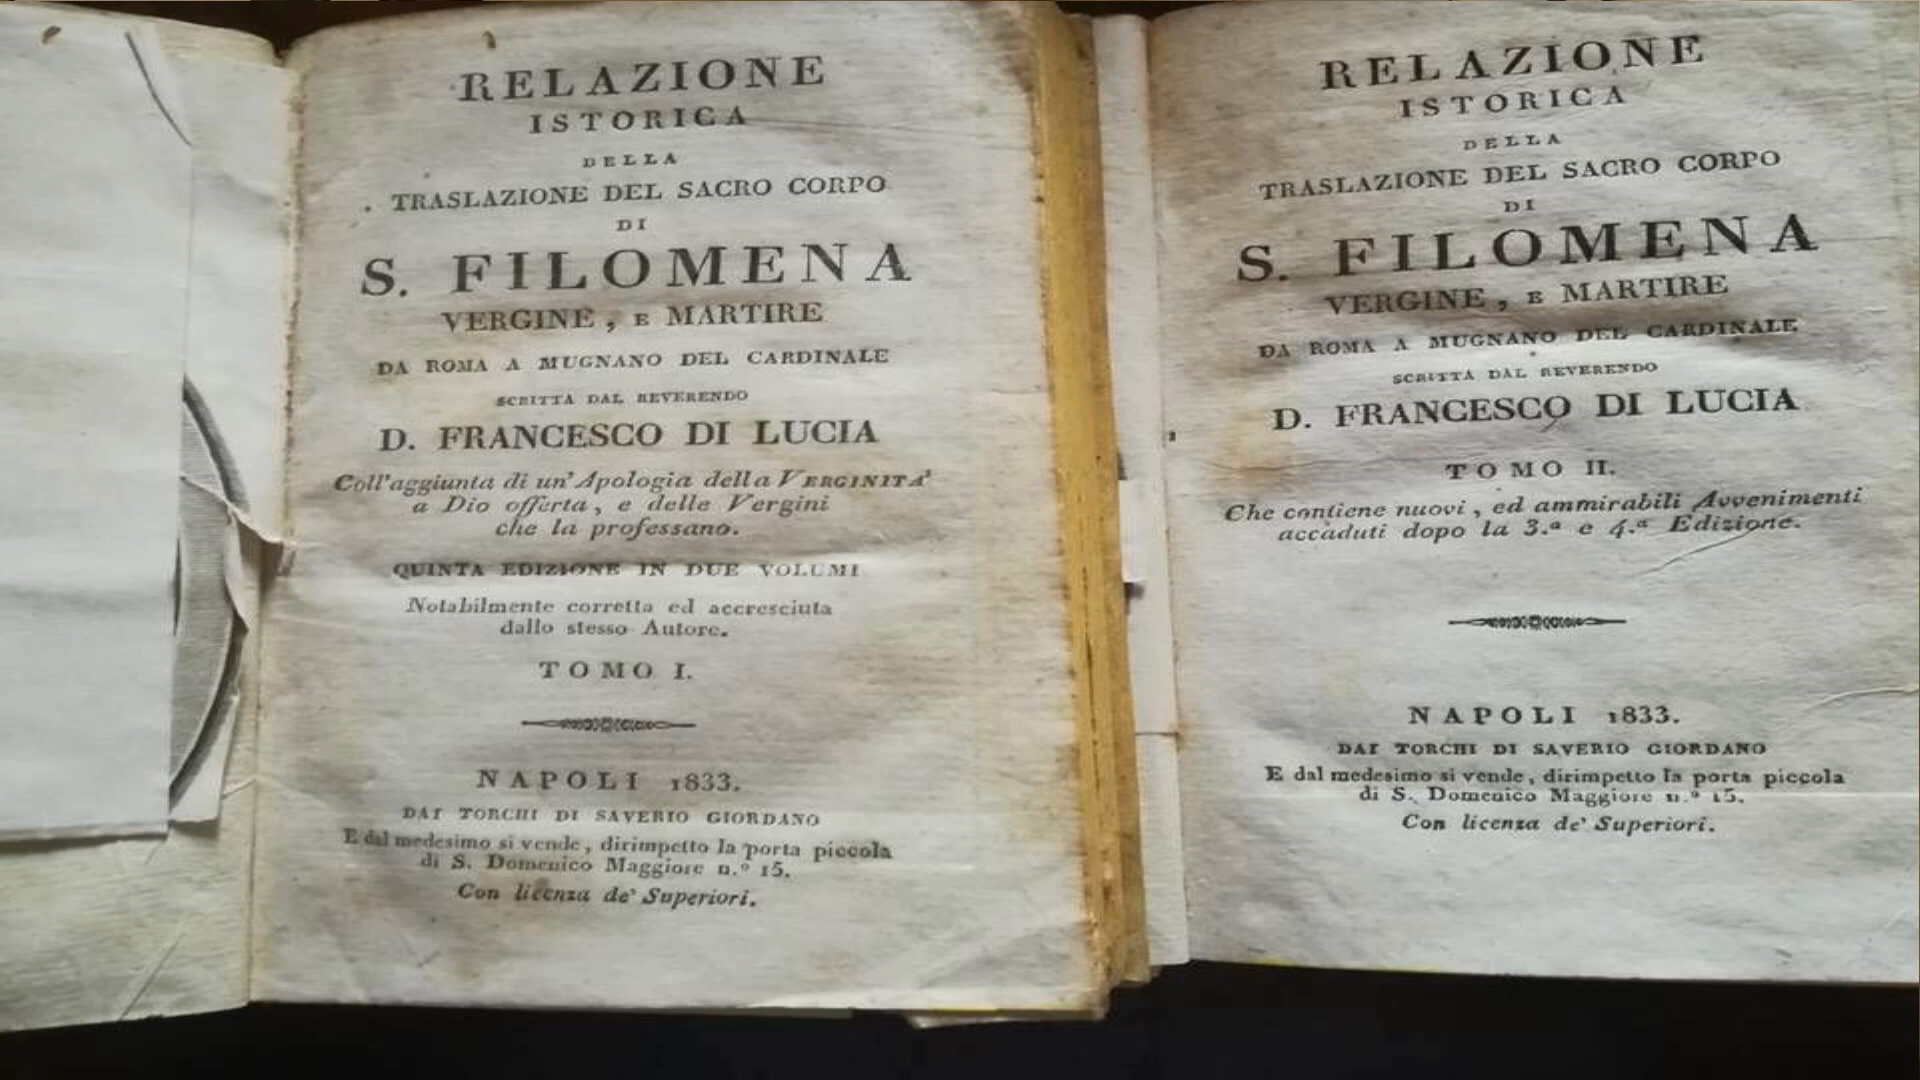 RELAZIONE
ISTORICA
DELLA
TRASLAZIONE DEL SACRO CORPO
DI
S. FILOMENA
VERGINE, E MARTIRE
DA ROMA A MUGNANO DEL CARDINALE
SCRITTA DAL REVERENDO
D. FRANCESCO DI LUCIA
Coll'aggiunta di un' Apologia della VERGINITA'
a Dio offerta, e delle Vergini
che la professano.
QUINTA EDIZIONE IN DUE VOLUMI
Notabilmente corretta ed accresciuta
dallo stesso Autore.
TOMO I.
NAPOLI 1833.
DAI TORCHI DI SAVERIO GIORDANO
E dal medesimo si vende, dirimpetto la porta piccola
di S. Domenico Maggiore n.º 15.
Con licenza de' Superiori.
RELAZIONE
ISTORICA
DELLA
TRASLAZIONE DEL SACRO CORPO
DI
S. FILOMENA
VERGINE, E MARTIRE
DA ROMA A MUGNANO DEL CARDINALE
SCRITTA DAL REVERENDO
D. FRANCESCO DI LUCIA
TOMO II.
Che contiene nuovi, ed ammirabili Avvenimenti
accaduti dopo la 3.ª e 4.ª Edizione.
NAPOLI 1833.
DAI TORCHI DI SAVERIO GIORDANO
E dal medesimo si vende, dirimpetto la porta piccola
di S. Domenico Maggiore n.º 15.
Con licenza de' Superiori.